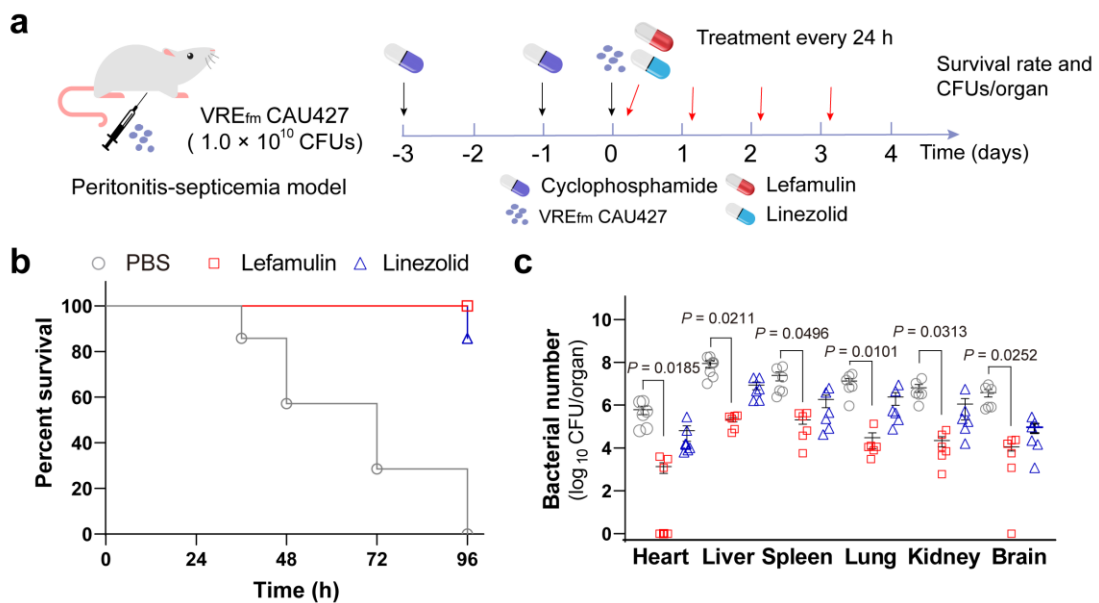 a
Treatment every 24 h
Survival rate and
CFUs/organ
VREfm CAU427
( 1.0 × 10¹⁰ CFUs)
Peritonitis-septicemia model
-3 -2 -1 0 1 2 3 4 Time (days)
Cyclophosphamide Lefamulin
VREfm CAU427 Linezolid
b
PBS Lefamulin Linezolid
Percent survival
100
80
60
40
20
0
0 24 48 72 96
Time (h)
c
Bacterial number
(log ₁₀ CFU/organ)
10
8
6
4
2
0
P = 0.0185
P = 0.0211
P = 0.0496
P = 0.0101
P = 0.0313
P = 0.0252
Heart Liver Spleen Lung Kidney Brain